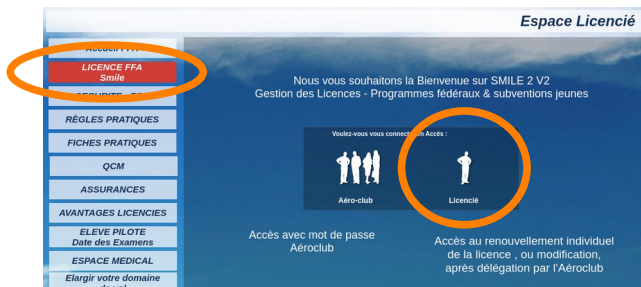 Espace Licencié
Accueil FFA
LICENCE FFA
Smile
RÈGLES PRATIQUES
FICHES PRATIQUES
QCM
ASSURANCES
AVANTAGES LICENCIES
ELEVE PILOTE
Date des Examens
ESPACE MEDICAL
Elargir votre domaine
Nous vous souhaitons la Bienvenue sur SMILE 2 V2
Gestion des Licences - Programmes fédéraux & subventions jeunes
Voulez-vous vous connecter en Accès :
Aéro-club
Licencié
Accès avec mot de passe
Aéroclub
Accès au renouvellement individuel
de la licence , ou modification,
après délégation par l'Aéroclub